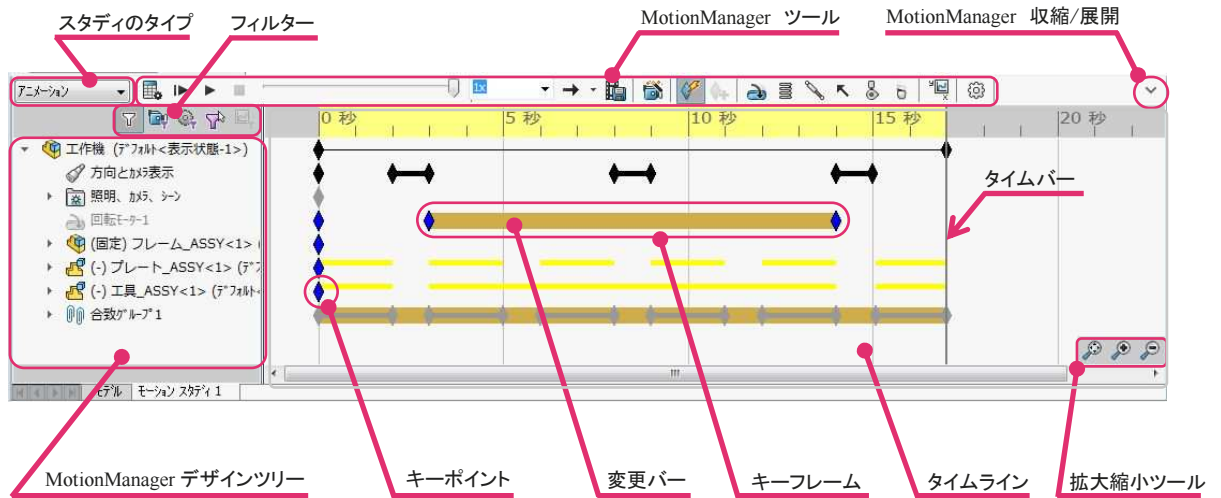 スタディのタイプ
フィルター
MotionManager ツール
MotionManager 収縮/展開
アニメーション
1x
0 秒
5 秒
10 秒
15 秒
20 秒
工作機 (デフォルト<表示状態-1>)
方向とカメラ表示
照明、カメラ、シーン
回転モーター1
(固定) フレーム_ASSY<1> (
(-) プレート_ASSY<1> (デフ
(-) 工具_ASSY<1> (デフォルト<
合致グループ1
タイムバー
モデル
モーション スタディ 1
MotionManager デザインツリー
キーポイント
変更バー
キーフレーム
タイムライン
拡大縮小ツール